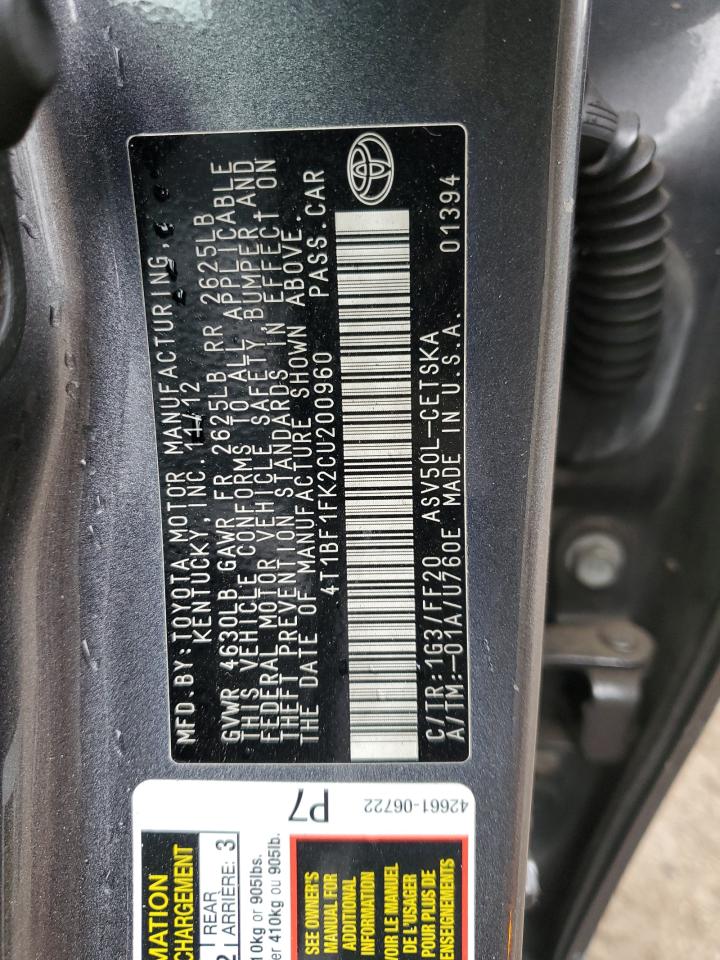 MFD.BY:TOYOTA MOTOR MANUFACTURING,
KENTUCKY, INC. 11/12
GVWR 4630LB GAWR FR 2625LB RR 2625LB
THIS VEHICLE CONFORMS TO ALL APPLICABLE
FEDERAL MOTOR VEHICLE SAFETY, BUMPER AND
THEFT PREVENTION STANDARDS IN EFFECT ON
THE DATE OF MANUFACTURE SHOWN ABOVE.
4T1BF1FK2CU200960 PASS.CAR
C/TR:1G3/FF20 ASV50L-CETSKA
A/TM:-01A/U760E MADE IN U.S.A. 01394
P7
42661-06722
MATION
CHARGEMENT
2 REAR
ARRIÈRE: 3
10kg or 905lbs.
er 410kg ou 905lb.
SEE OWNER'S
MANUAL FOR
ADDITIONAL
INFORMATION
VOIR LE MANUEL
DE L'USAGER
POUR PLUS DE
RENSEIGNEMENTS